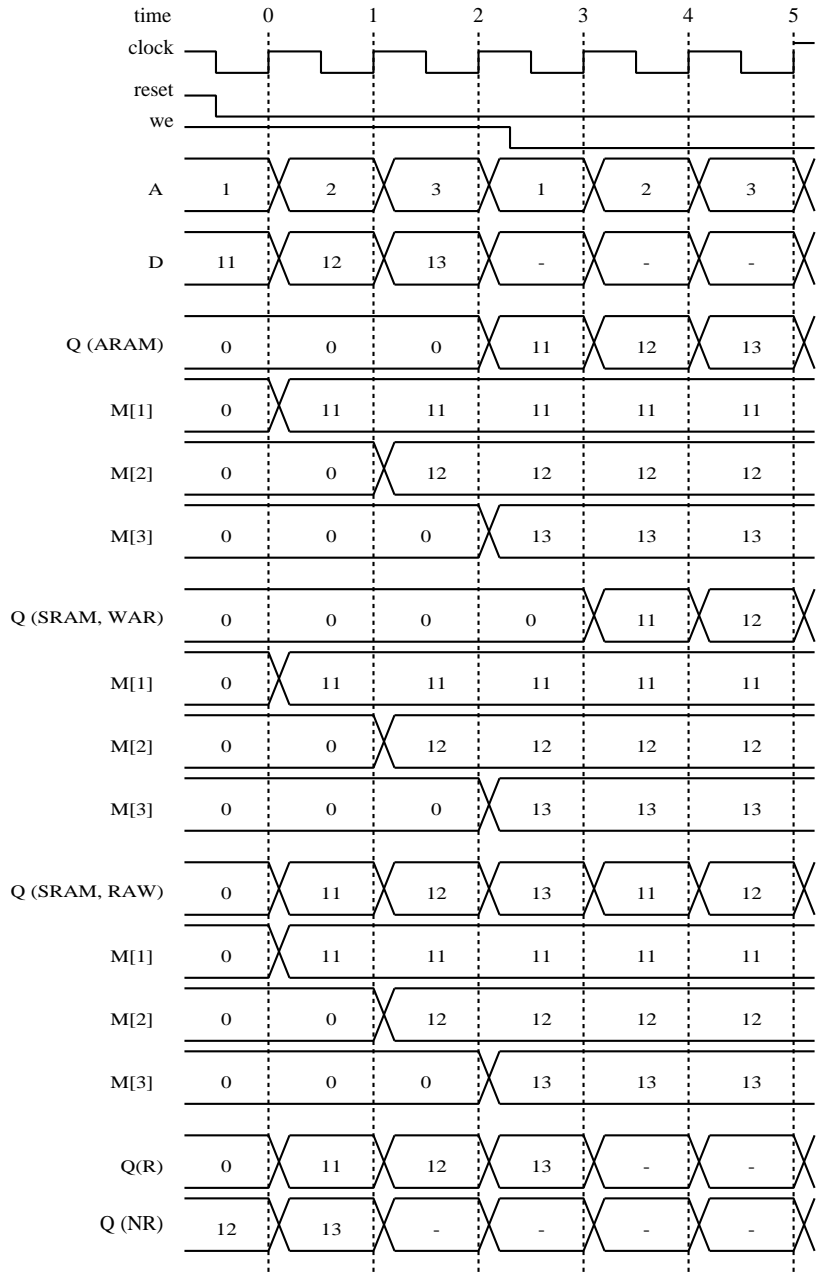 time 0 1 2 3 4 5
clock
reset
we
A 1 2 3 1 2 3
D 11 12 13 - - -
Q (ARAM) 0 0 0 11 12 13
M[1] 0 11 11 11 11 11
M[2] 0 0 12 12 12 12
M[3] 0 0 0 13 13 13
Q (SRAM, WAR) 0 0 0 0 11 12
M[1] 0 11 11 11 11 11
M[2] 0 0 12 12 12 12
M[3] 0 0 0 13 13 13
Q (SRAM, RAW) 0 11 12 13 11 12
M[1] 0 11 11 11 11 11
M[2] 0 0 12 12 12 12
M[3] 0 0 0 13 13 13
Q(R) 0 11 12 13 - -
Q (NR) 12 13 - - - -